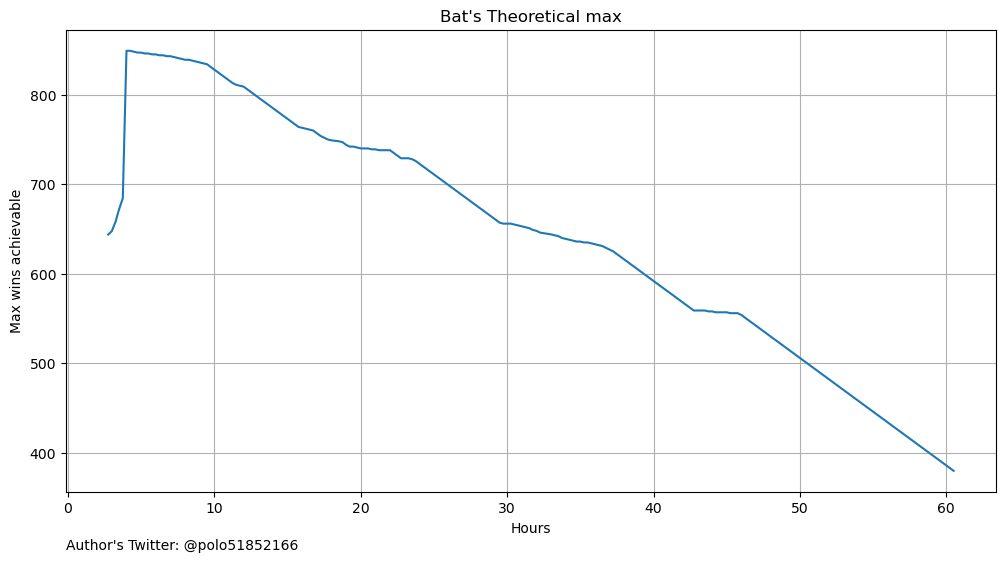 Bat's Theoretical max
800
700
600
500
400
Max wins achievable
0 10 20 30 40 50 60
Hours
Author's Twitter: @polo51852166